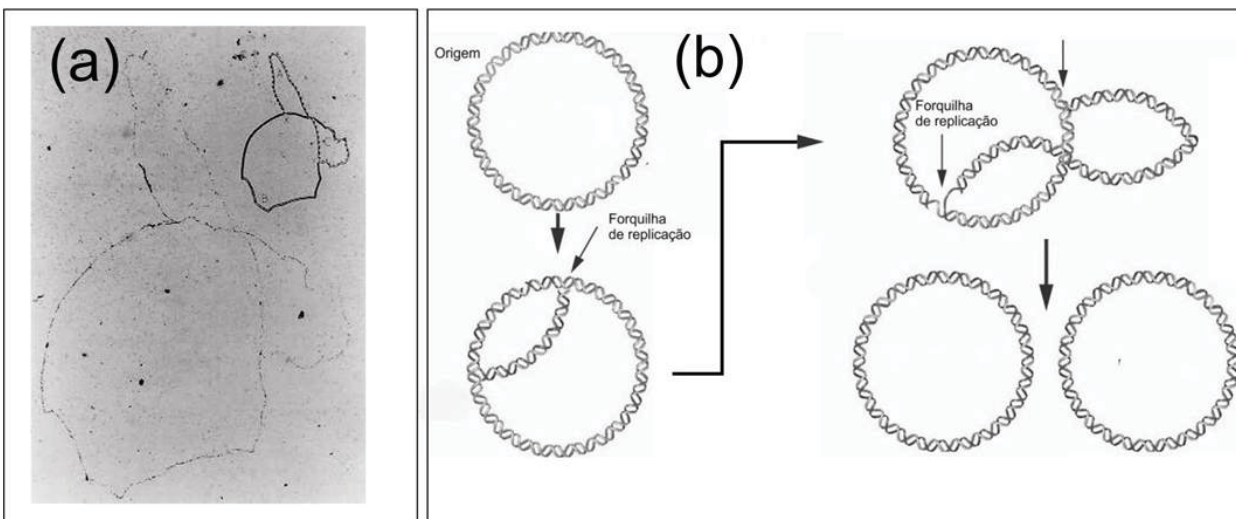 (a)
(b)
Origem
Forquilha
de replicação
Forquilha
de replicação
B